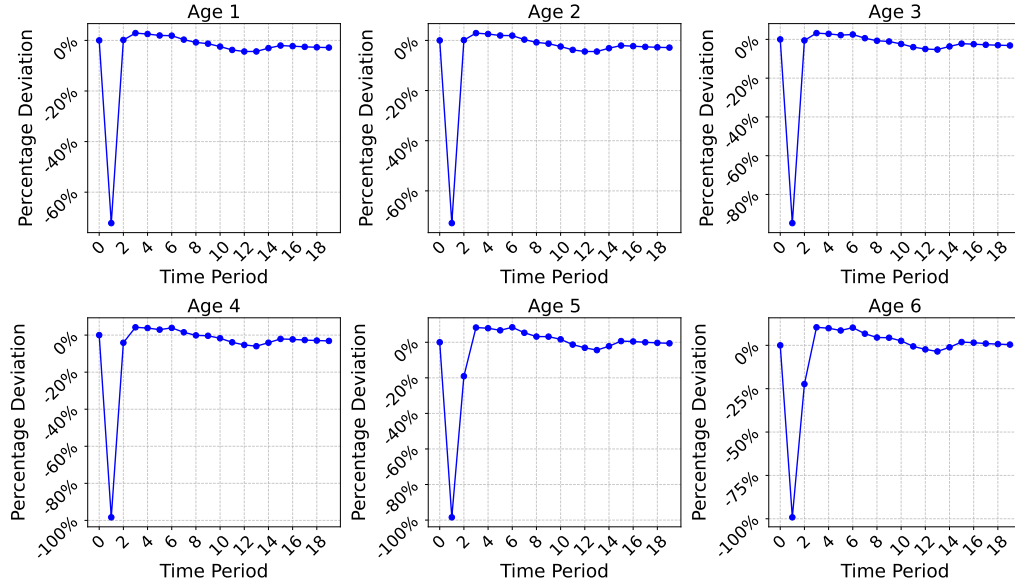 Age 1
Percentage Deviation
0%
-20%
-40%
-60%
0 2 4 6 8 10 12 14 16 18
Time Period
Age 2
Percentage Deviation
0%
-20%
-40%
-60%
0 2 4 6 8 10 12 14 16 18
Time Period
Age 3
Percentage Deviation
0%
-20%
-40%
-60%
-80%
0 2 4 6 8 10 12 14 16 18
Time Period
Age 4
Percentage Deviation
0%
-20%
-40%
-60%
-80%
-100%
0 2 4 6 8 10 12 14 16 18
Time Period
Age 5
Percentage Deviation
0%
-20%
-40%
-60%
-80%
-100%
0 2 4 6 8 10 12 14 16 18
Time Period
Age 6
Percentage Deviation
0%
-25%
-50%
-75%
-100%
0 2 4 6 8 10 12 14 16 18
Time Period